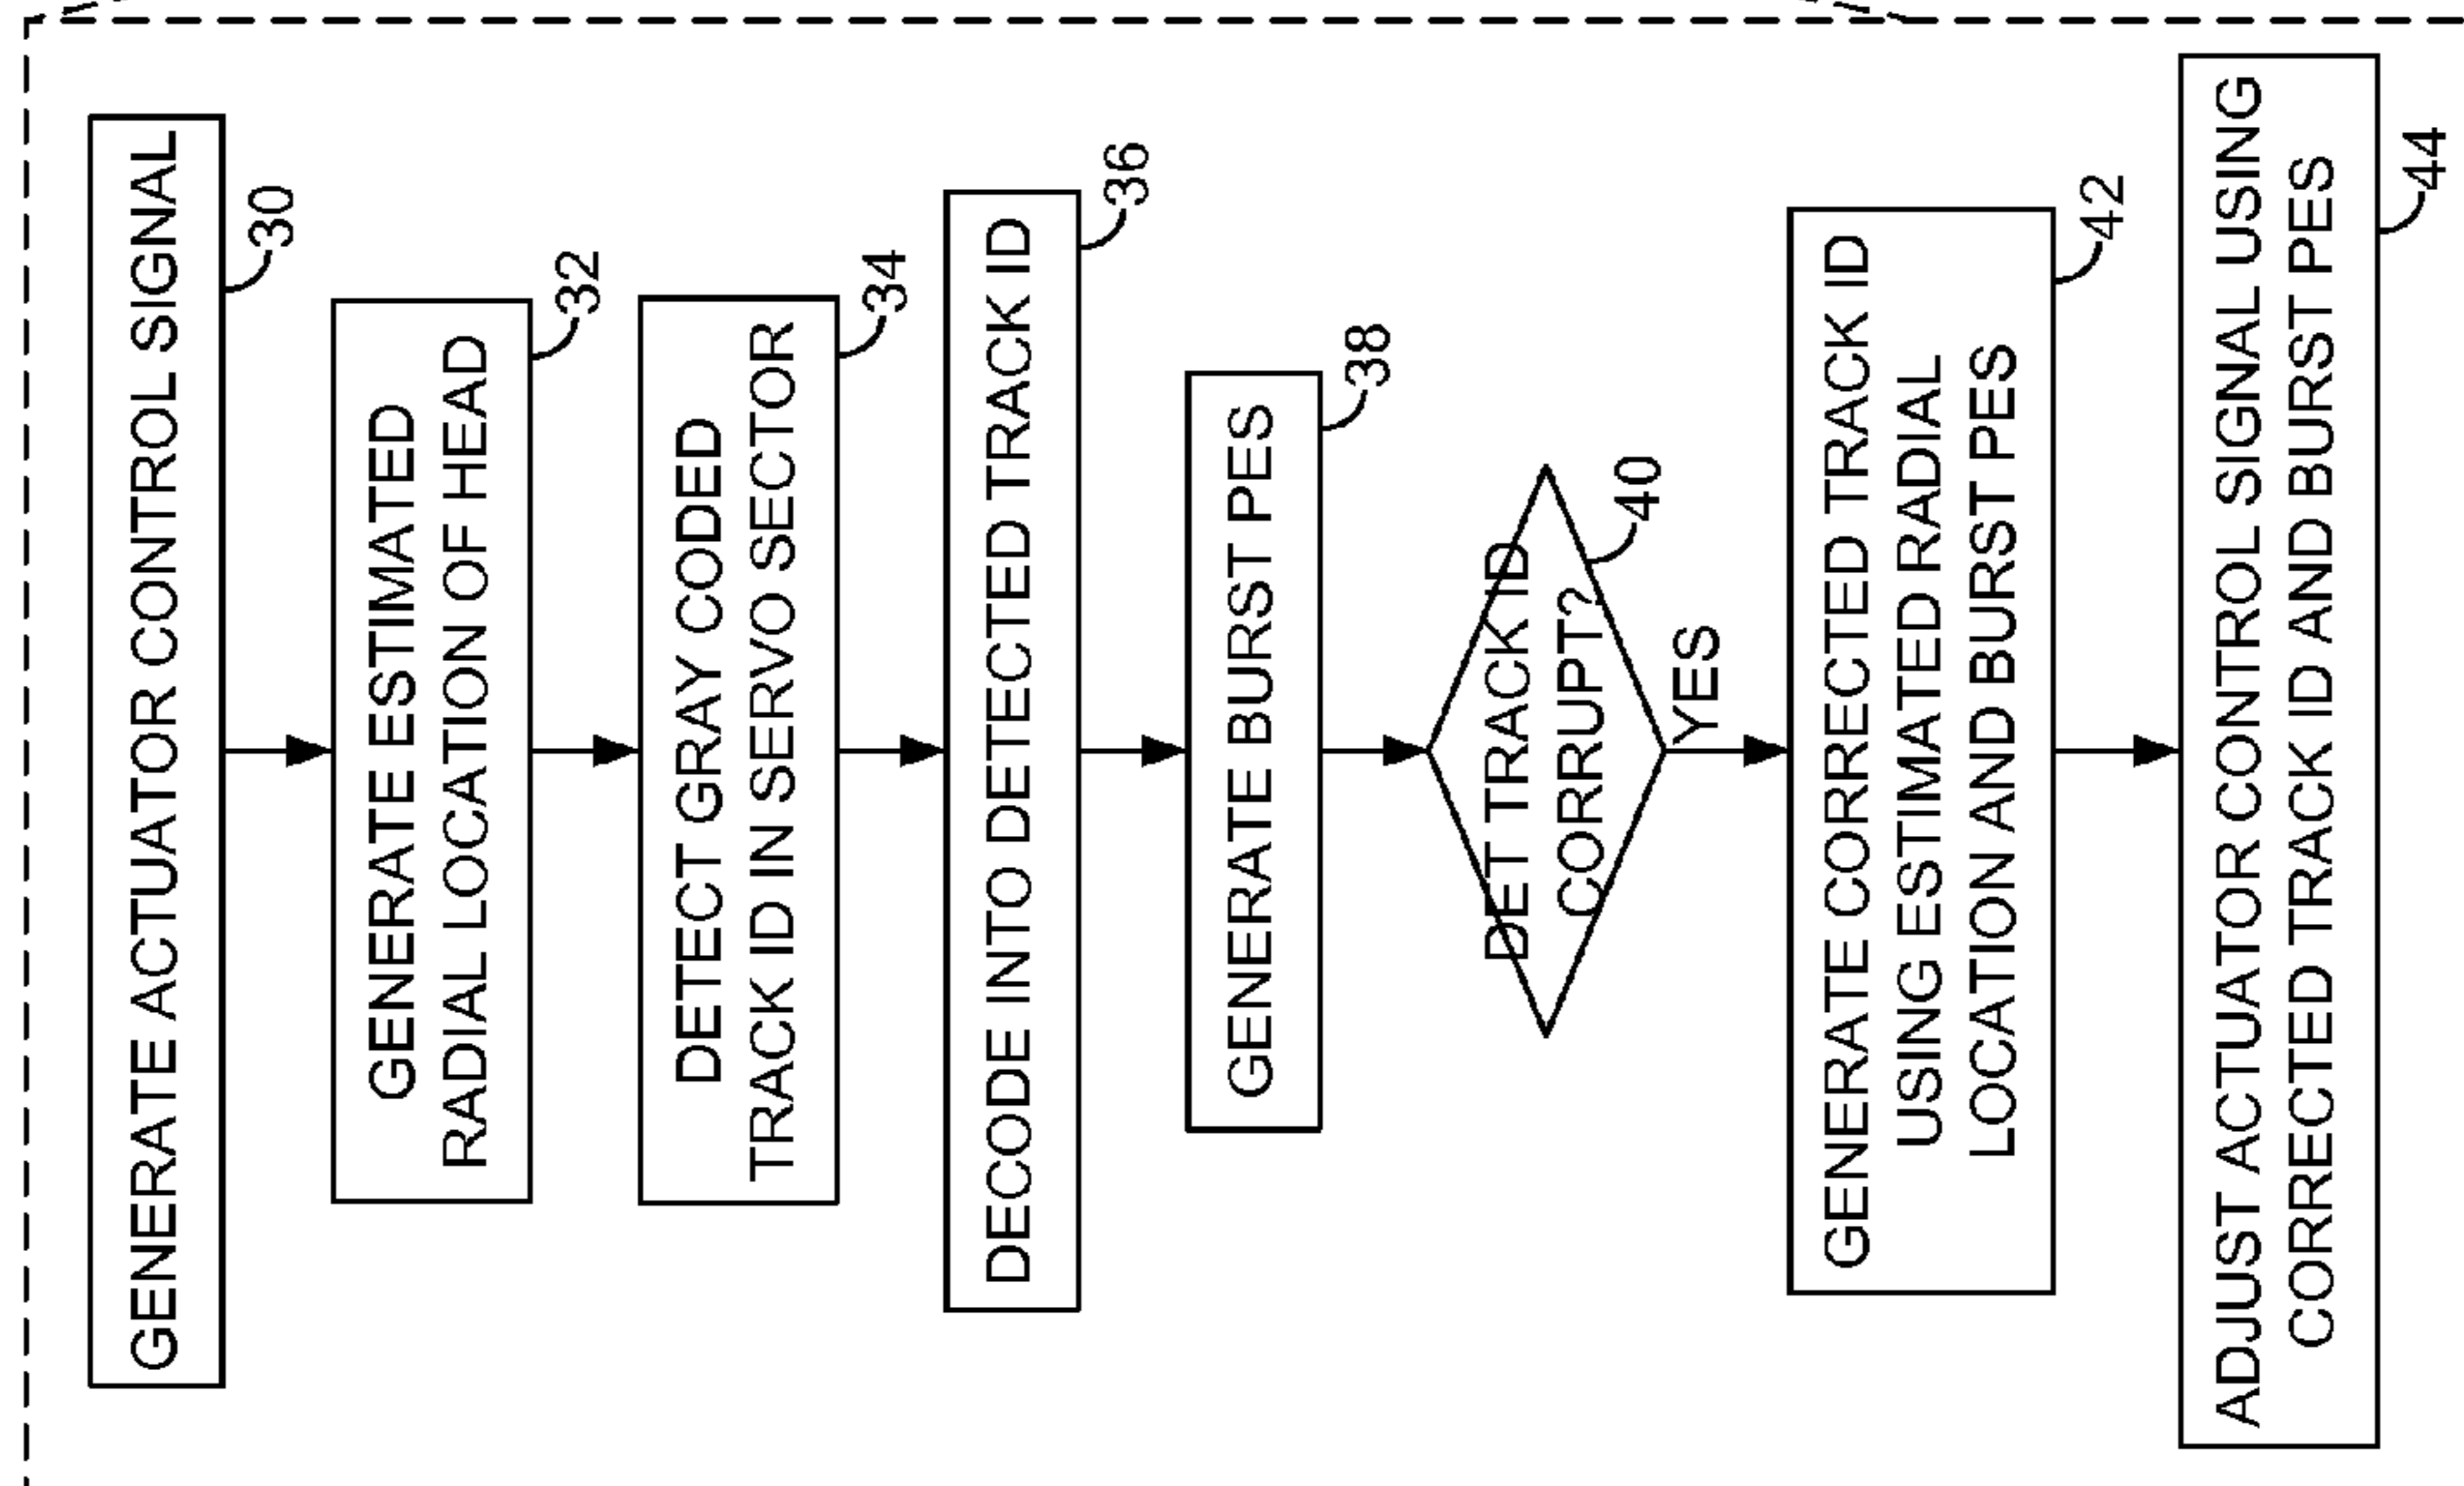 GENERATE ACTUATOR CONTROL SIGNAL
30
GENERATE ESTIMATED
RADIAL LOCATION OF HEAD
32
DETECT GRAY CODED
TRACK ID IN SERVO SECTOR
34
DECODE INTO DETECTED TRACK ID
36
GENERATE BURST PES
38
DET TRACK ID
CORRUPT?
40
YES
GENERATE CORRECTED TRACK ID
USING ESTIMATED RADIAL
LOCATION AND BURST PES
42
ADJUST ACTUATOR CONTROL SIGNAL USING
CORRECTED TRACK ID AND BURST PES
44